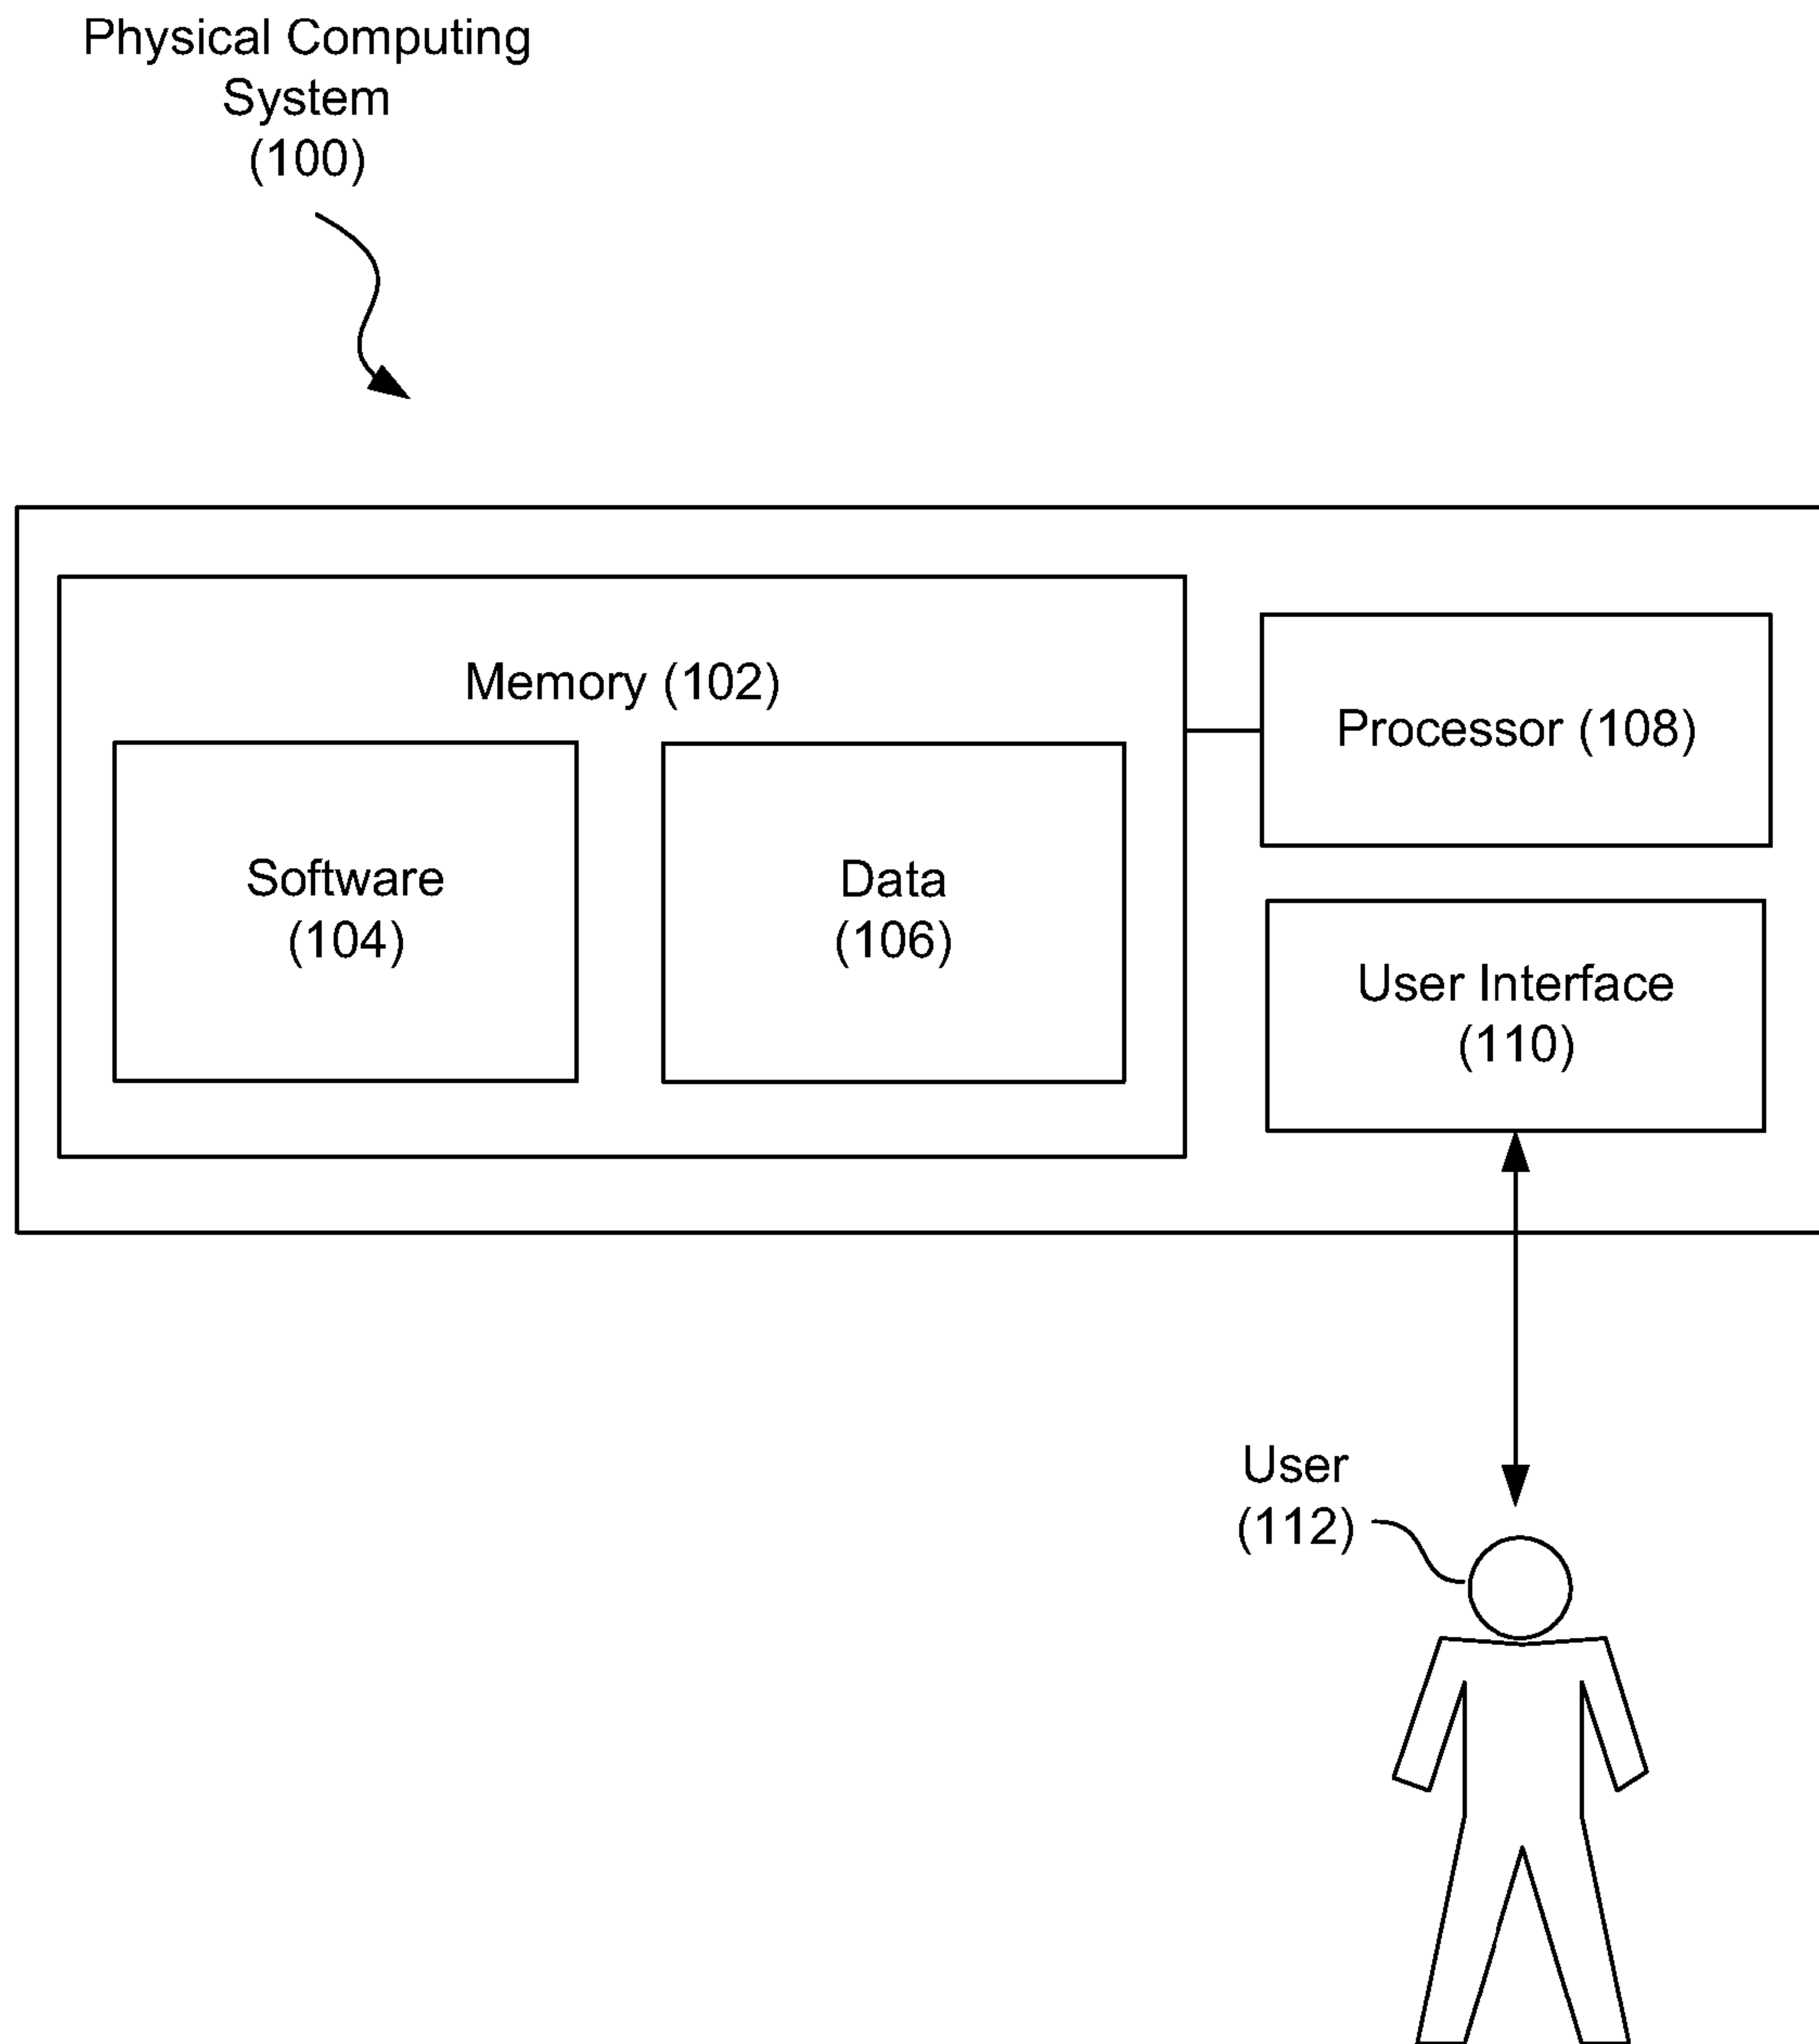 Physical Computing
System
(100)
Memory (102)
Processor (108)
Software
(104)
Data
(106)
User Interface
(110)
User
(112)